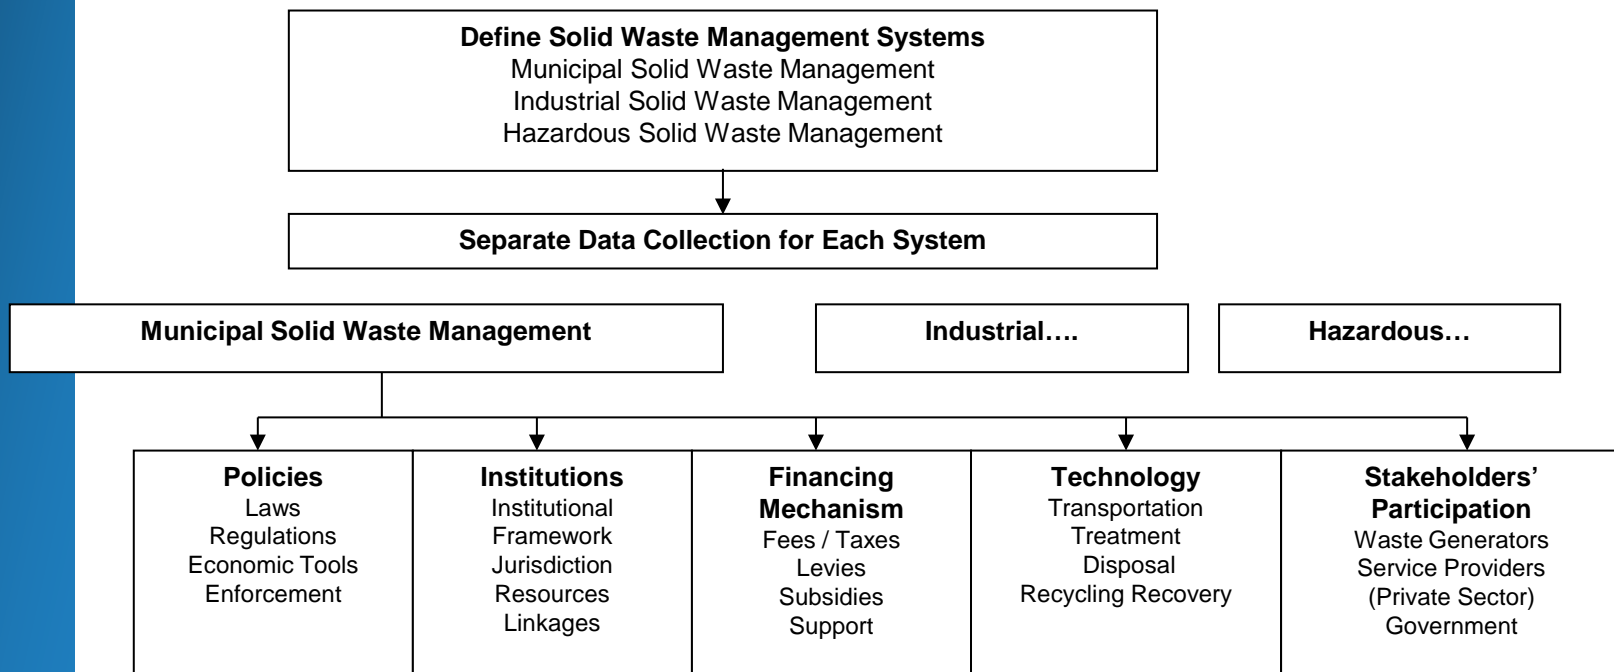 Define Solid Waste Management Systems
Municipal Solid Waste Management
Industrial Solid Waste Management
Hazardous Solid Waste Management
Separate Data Collection for Each System
Municipal Solid Waste Management
Industrial….
Hazardous…
Policies
Laws
Regulations
Economic Tools
Enforcement
Institutions
Institutional
Framework
Jurisdiction
Resources
Linkages
Financing
Mechanism
Fees / Taxes
Levies
Subsidies
Support
Technology
Transportation
Treatment
Disposal
Recycling Recovery
Stakeholders’
Participation
Waste Generators
Service Providers
(Private Sector)
Government